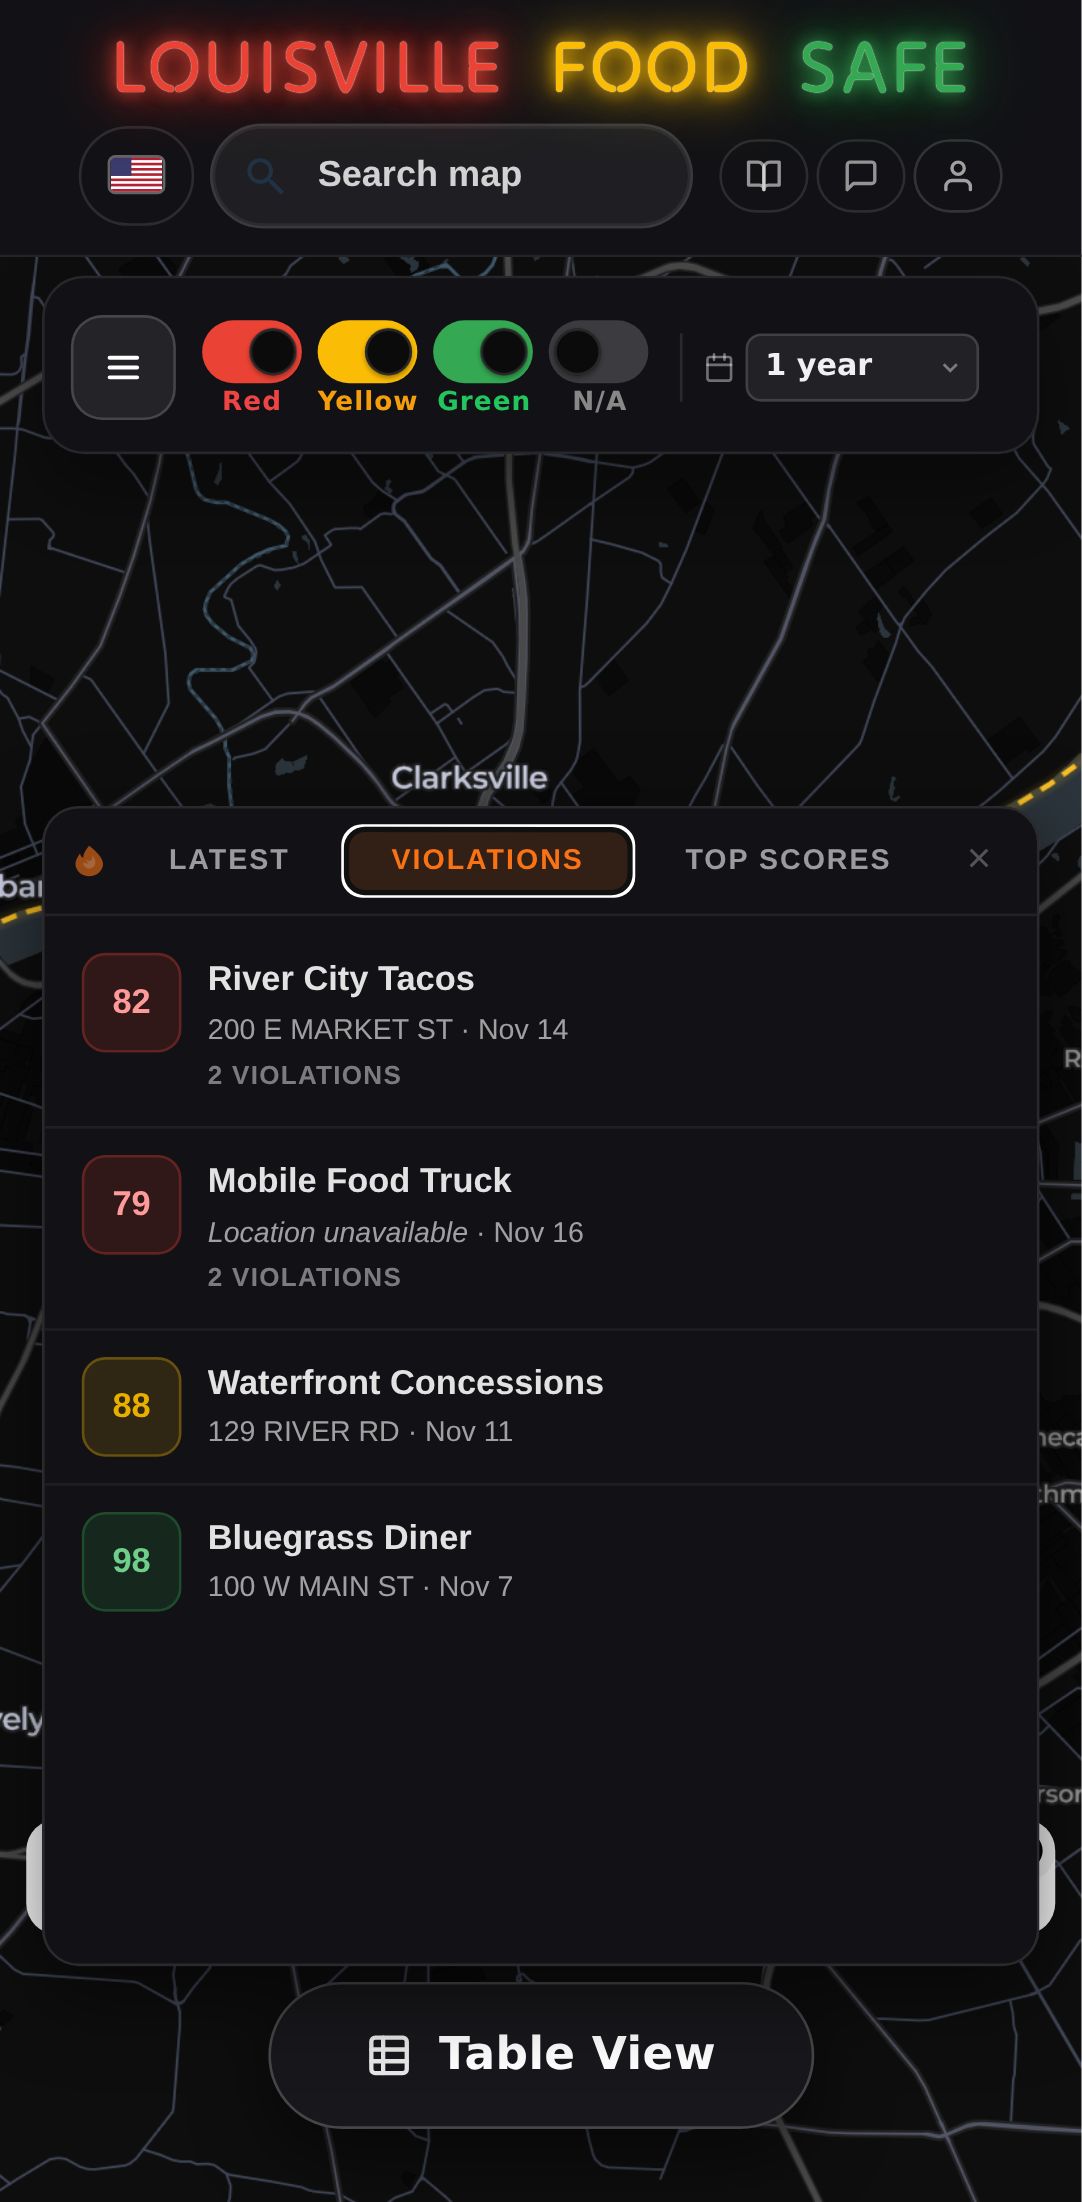 LOUISVILLE FOOD SAFE
Search map
Red Yellow Green N/A
1 year
Clarksville
LATEST VIOLATIONS TOP SCORES
82
River City Tacos
200 E MARKET ST · Nov 14
2 VIOLATIONS
79
Mobile Food Truck
Location unavailable · Nov 16
2 VIOLATIONS
88
Waterfront Concessions
129 RIVER RD · Nov 11
98
Bluegrass Diner
100 W MAIN ST · Nov 7
Table View